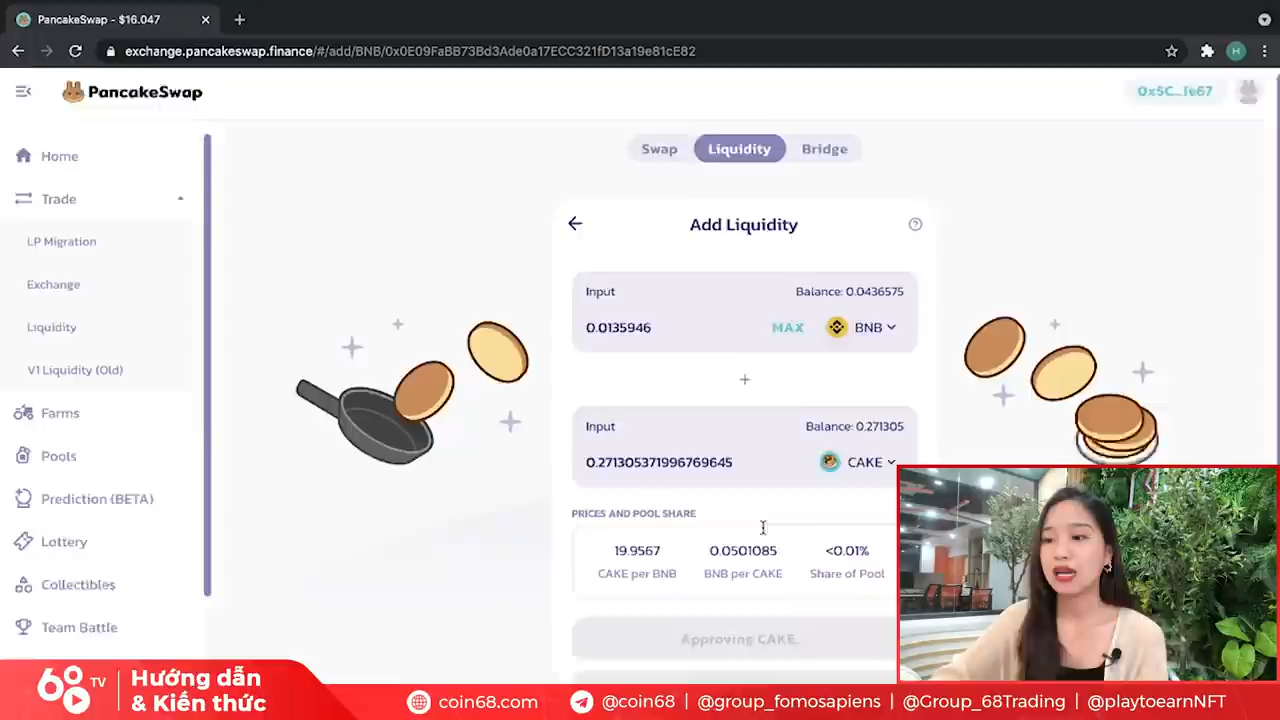 PancakeSwap - $16.047
exchange.pancakeswap.finance/#/add/BNB/0x0E09FaBB73Bd3Ade0a17ECC321fD13a19e81cE82
H
PancakeSwap
Home
Trade
LP Migration
Exchange
Liquidity
V1 Liquidity (Old)
Farms
Pools
Prediction (BETA)
Lottery
Collectibles
Team Battle
Swap
Liquidity
Bridge
Add Liquidity
Input
Balance: 0.0436575
0.0135946
MAX
BNB
+
Input
Balance: 0.271305
0.271305371996769645
CAKE
PRICES AND POOL SHARE
19.9567
0.0501085
<0.01%
CAKE per BNB
BNB per CAKE
Share of Pool
Approving CAKE
68 TV
Hướng dẫn
& Kiến thức
coin68.com
@coin68 | @group_fomosapiens | @Group_68Trading | @playtoearnNFT